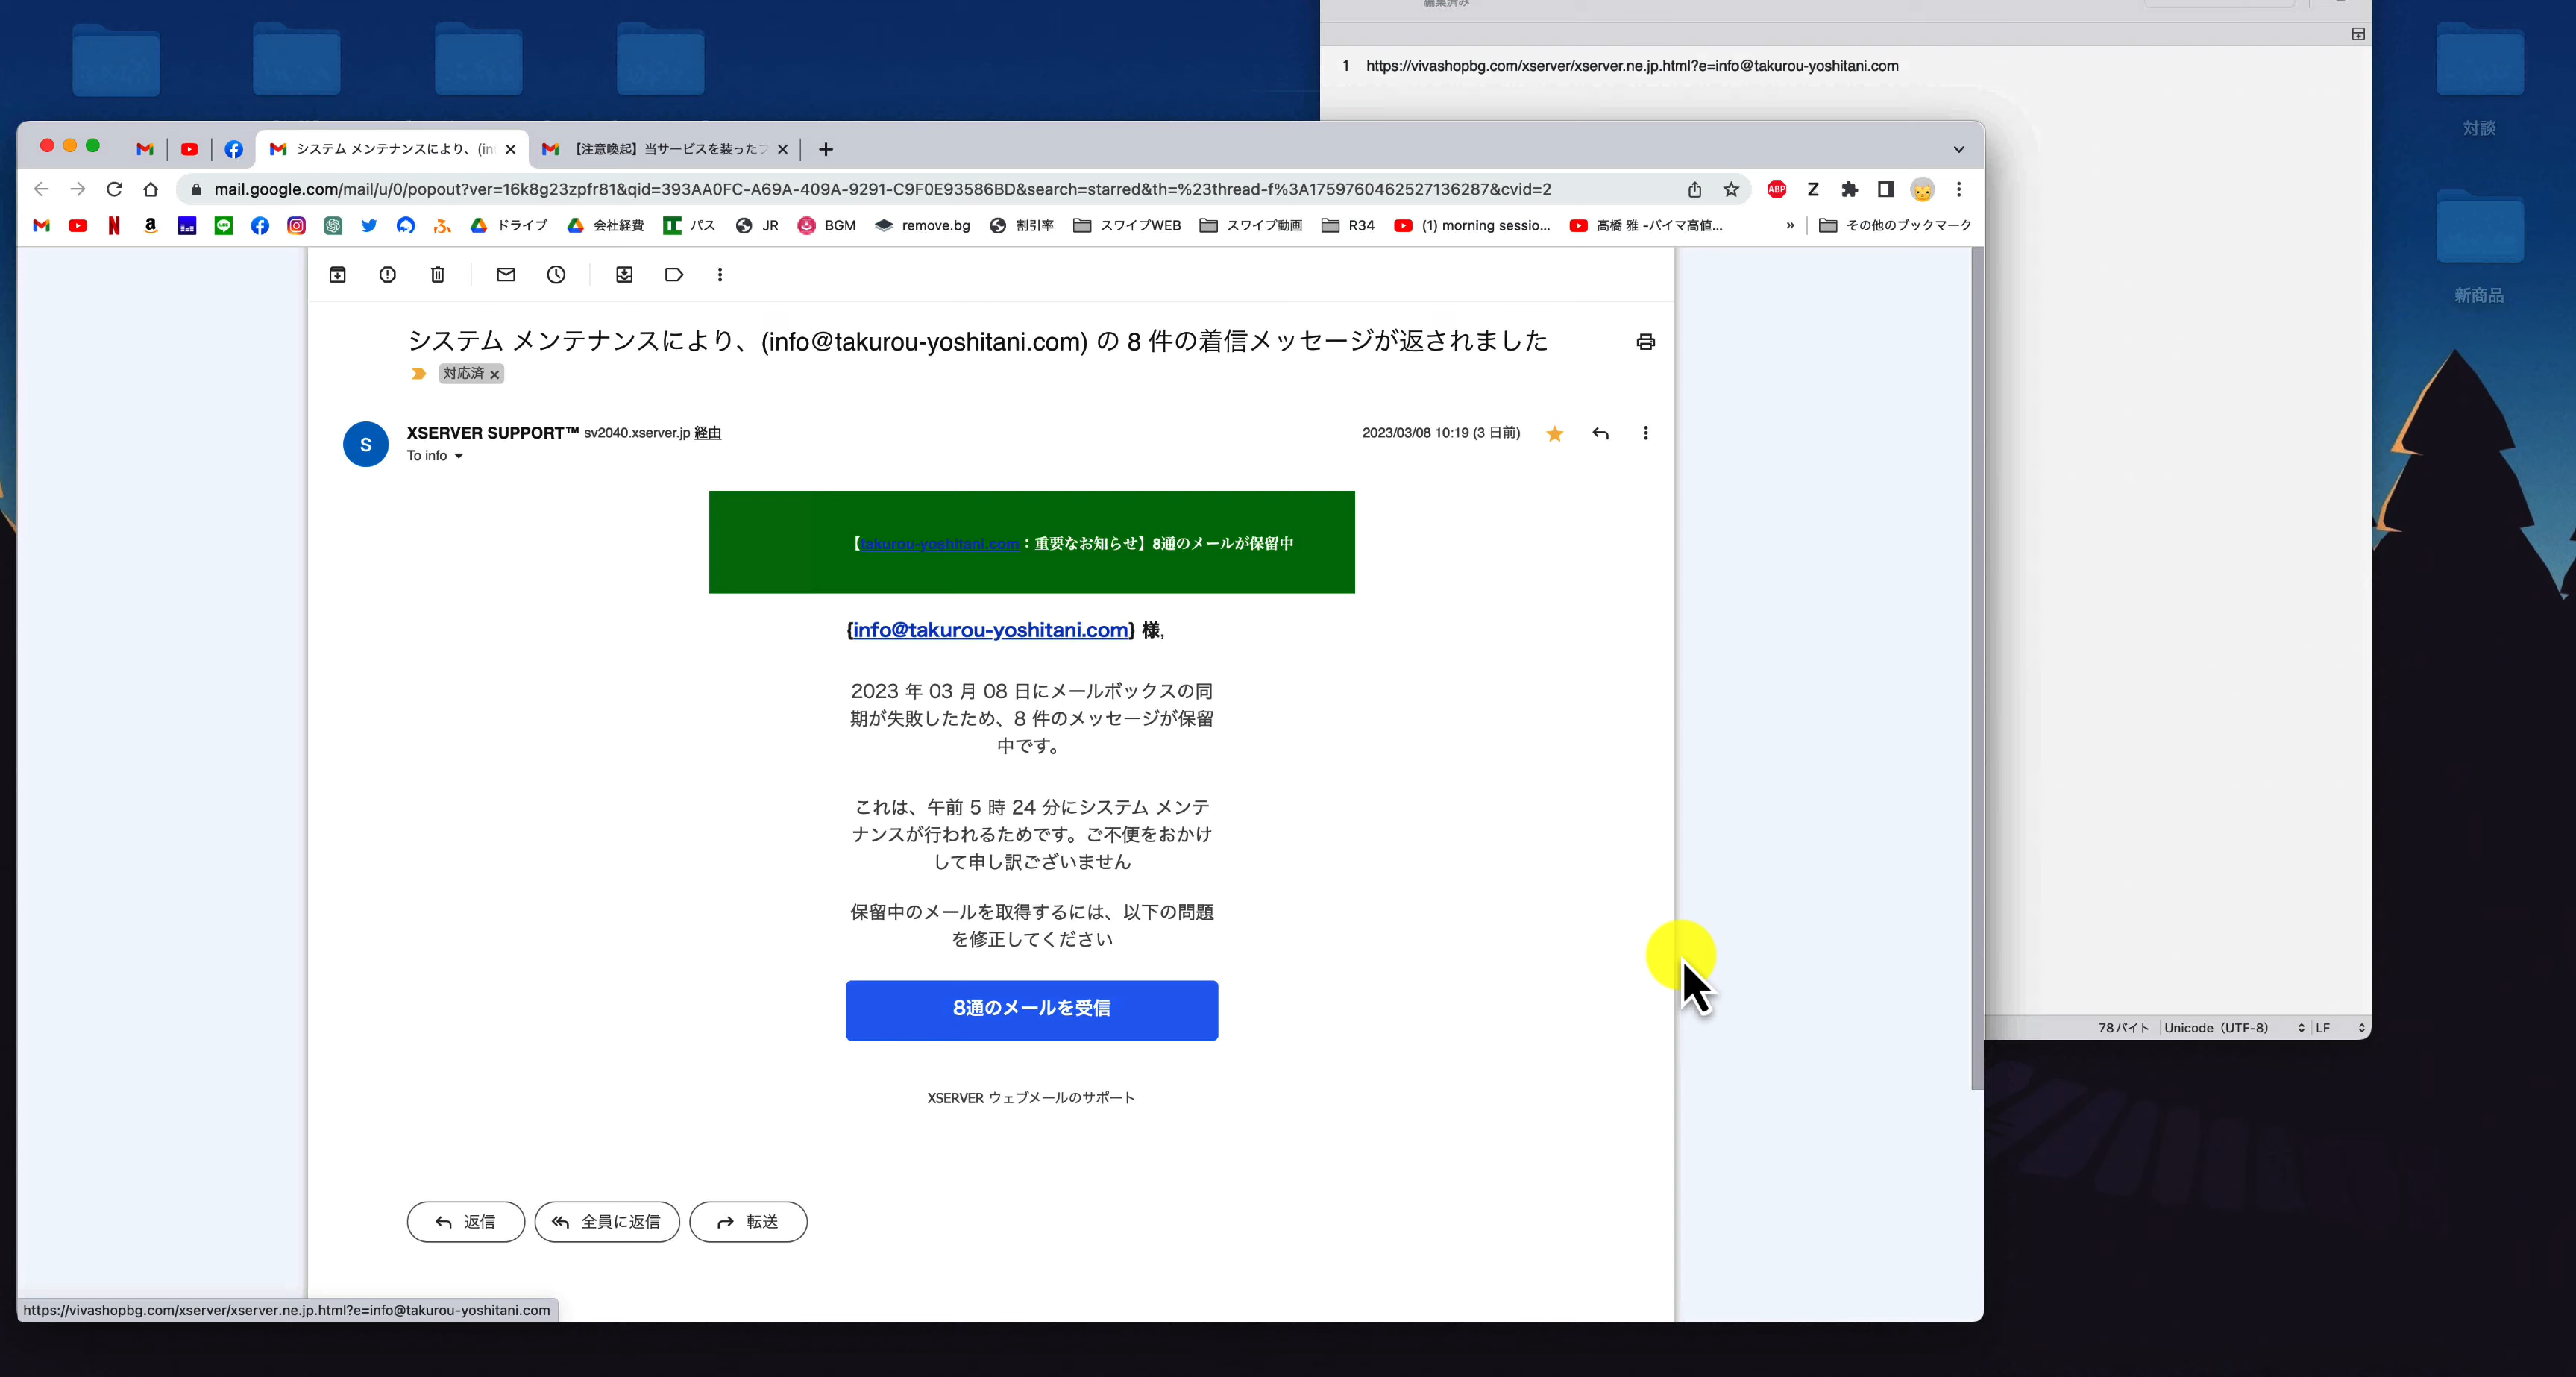 編集済み
1 https://vivashopbg.com/xserver/xserver.ne.jp.html?e=info@takurou-yoshitani.com
対談
システム メンテナンスにより、(in
【注意喚起】当サービスを装ったフ
mail.google.com/mail/u/0/popout?ver=16k8g23zpfr81&qid=393AA0FC-A69A-409A-9291-C9F0E93586BD&search=starred&th=%23thread-f%3A1759760462527136287&cvid=2
ABP Z
ドライブ 会社経費 パス JR BGM remove.bg 割引率 スワイプWEB スワイプ動画 R34 (1) morning sessio... 髙橋 雅 -バイマ高値... » その他のブックマーク
新商品
システム メンテナンスにより、(info@takurou-yoshitani.com) の 8 件の着信メッセージが返されました
対応済 ×
S
XSERVER SUPPORT™ sv2040.xserver.jp 経由
2023/03/08 10:19 (3 日前)
To info
【takurou-yoshitani.com：重要なお知らせ】8通のメールが保留中
{info@takurou-yoshitani.com} 様,
2023 年 03 月 08 日にメールボックスの同
期が失敗したため、8 件のメッセージが保留
中です。
これは、午前 5 時 24 分にシステム メンテ
ナンスが行われるためです。ご不便をおかけ
して申し訳ございません
保留中のメールを取得するには、以下の問題
を修正してください
8通のメールを受信
78バイト Unicode（UTF-8） LF
XSERVER ウェブメールのサポート
返信 全員に返信 転送
https://vivashopbg.com/xserver/xserver.ne.jp.html?e=info@takurou-yoshitani.com